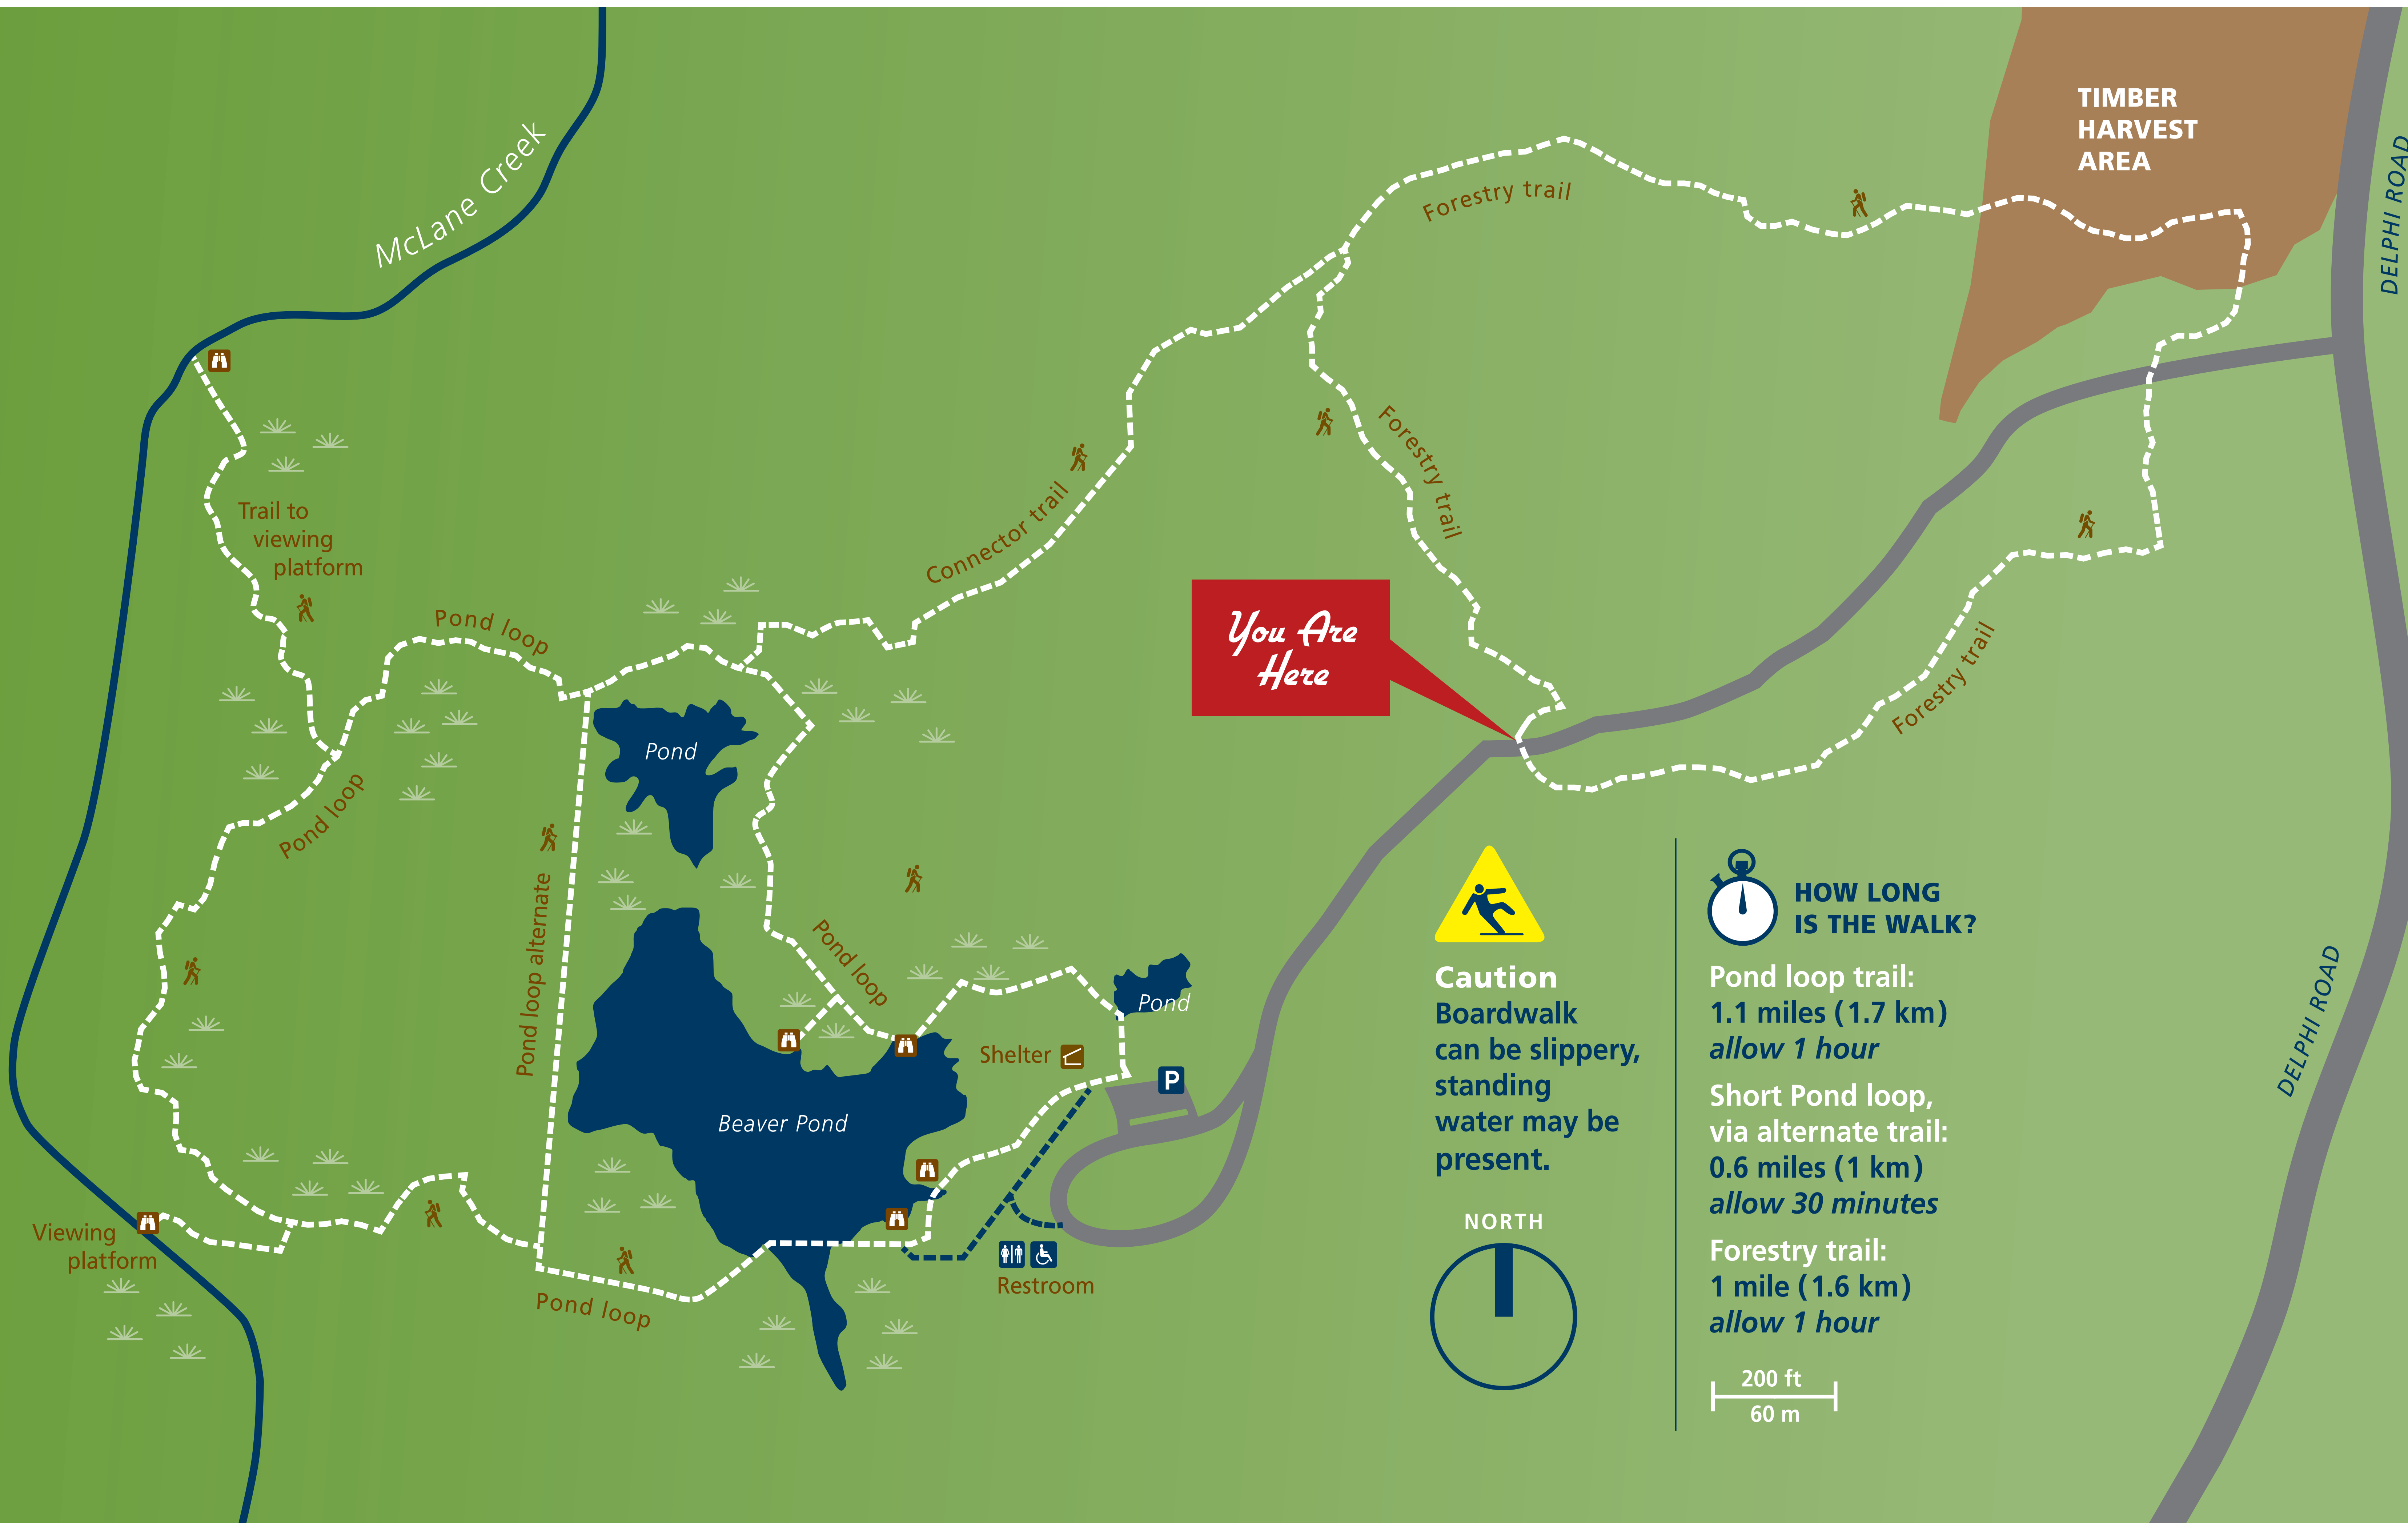 McLane Creek
TIMBER
HARVEST
AREA
DELPHI ROAD
Forestry trail
Trail to
viewing
platform
Forestry trail
Connector trail
Pond loop
You Are
Here
Forestry trail
Pond
Pond loop
Pond loop alternate
Pond loop
Pond
Shelter
P
Beaver Pond
Viewing
platform
Restroom
Pond loop
Caution
Boardwalk
can be slippery,
standing
water may be
present.
NORTH
HOW LONG
IS THE WALK?
Pond loop trail:
1.1 miles (1.7 km)
allow 1 hour
Short Pond loop,
via alternate trail:
0.6 miles (1 km)
allow 30 minutes
Forestry trail:
1 mile (1.6 km)
allow 1 hour
200 ft
60 m
DELPHI ROAD